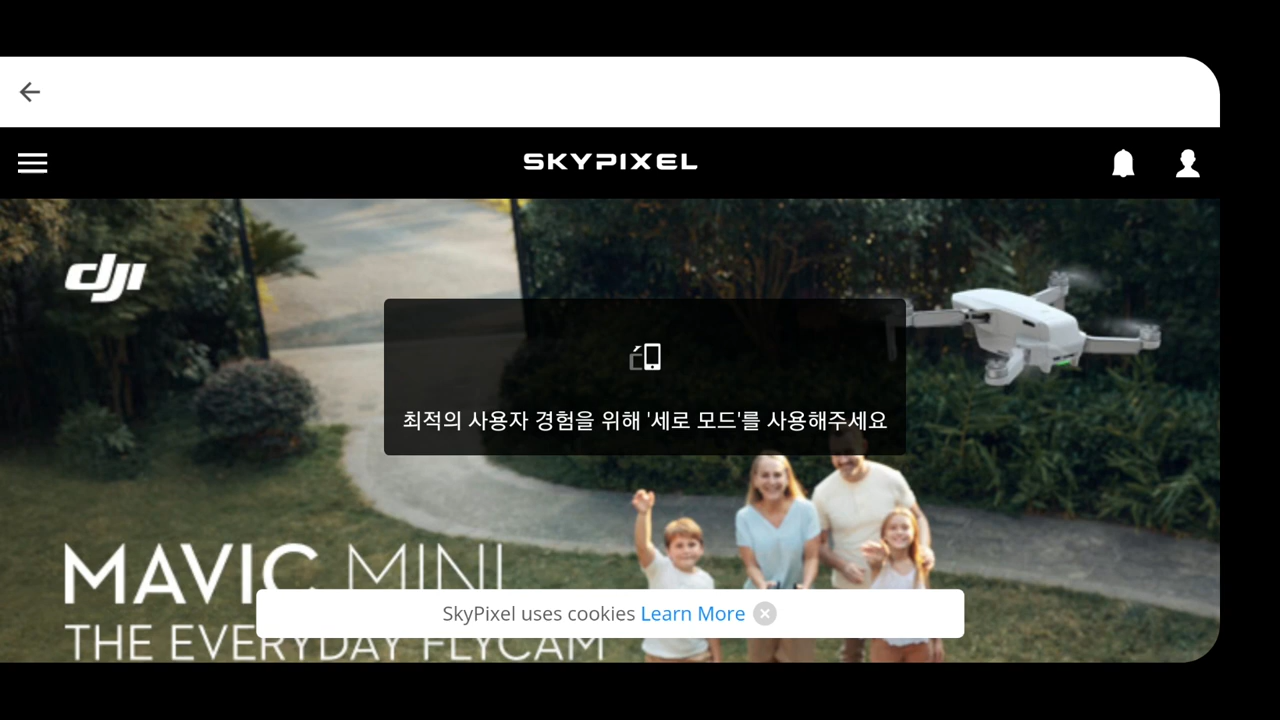 SKYPIXEL
dji
최적의 사용자 경험을 위해 '세로 모드'를 사용해주세요
MAVIC MINI
SkyPixel uses cookies Learn More
THE EVERYDAY FLYCAM